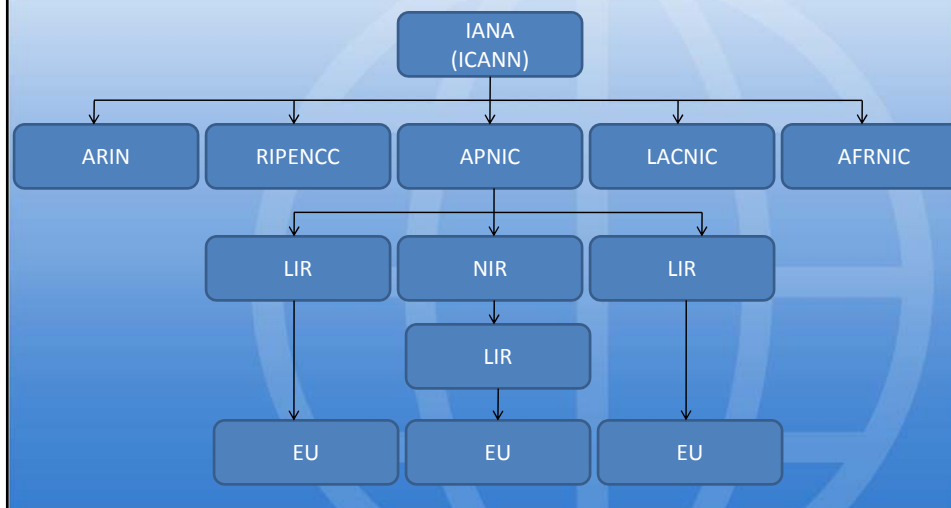 IANA
(ICANN)
ARIN
RIPENCC
APNIC
LACNIC
AFRNIC
LIR
NIR
LIR
LIR
EU
EU
EU